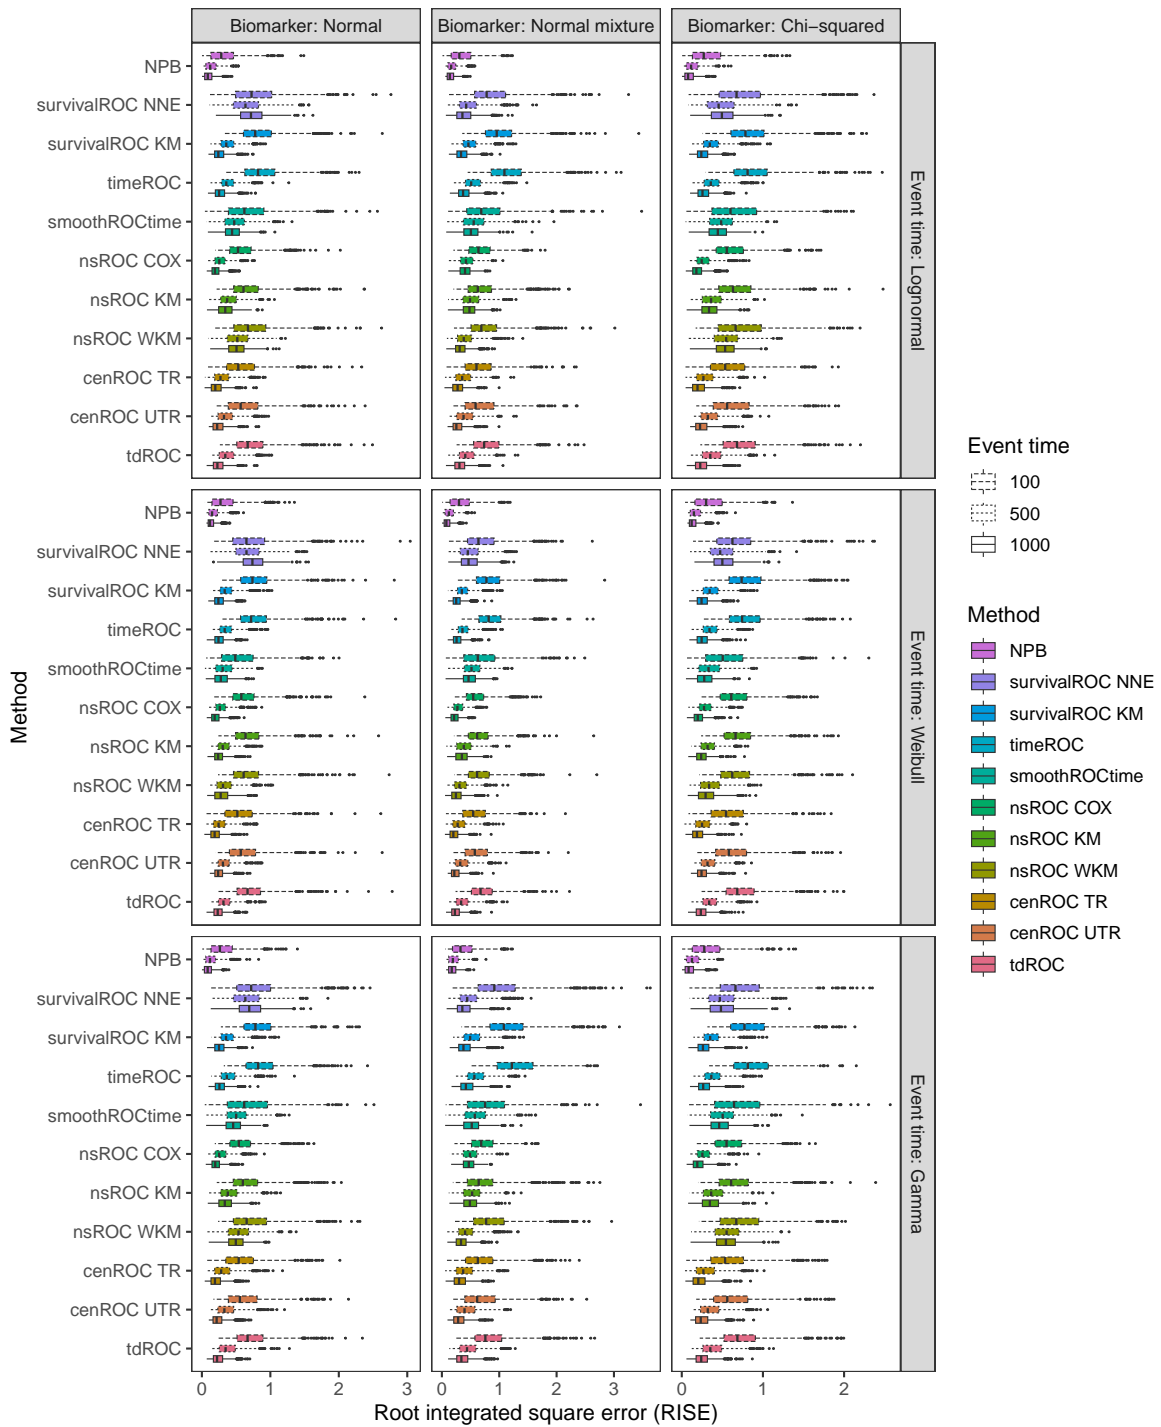 Biomarker: Normal
Biomarker: Normal mixture
Biomarker: Chi−squared
NPB
survivalROC NNE
survivalROC KM
timeROC
smoothROCtime
nsROC COX
nsROC KM
nsROC WKM
cenROC TR
cenROC UTR
tdROC
Event time: Lognormal
NPB
survivalROC NNE
survivalROC KM
timeROC
smoothROCtime
nsROC COX
nsROC KM
nsROC WKM
cenROC TR
cenROC UTR
tdROC
Event time: Weibull
NPB
survivalROC NNE
survivalROC KM
timeROC
smoothROCtime
nsROC COX
nsROC KM
nsROC WKM
cenROC TR
cenROC UTR
tdROC
Event time: Gamma
Method
0 1 2 3
0 1 2 3
0 1 2
Root integrated square error (RISE)
Event time
100
500
1000
Method
NPB
survivalROC NNE
survivalROC KM
timeROC
smoothROCtime
nsROC COX
nsROC KM
nsROC WKM
cenROC TR
cenROC UTR
tdROC